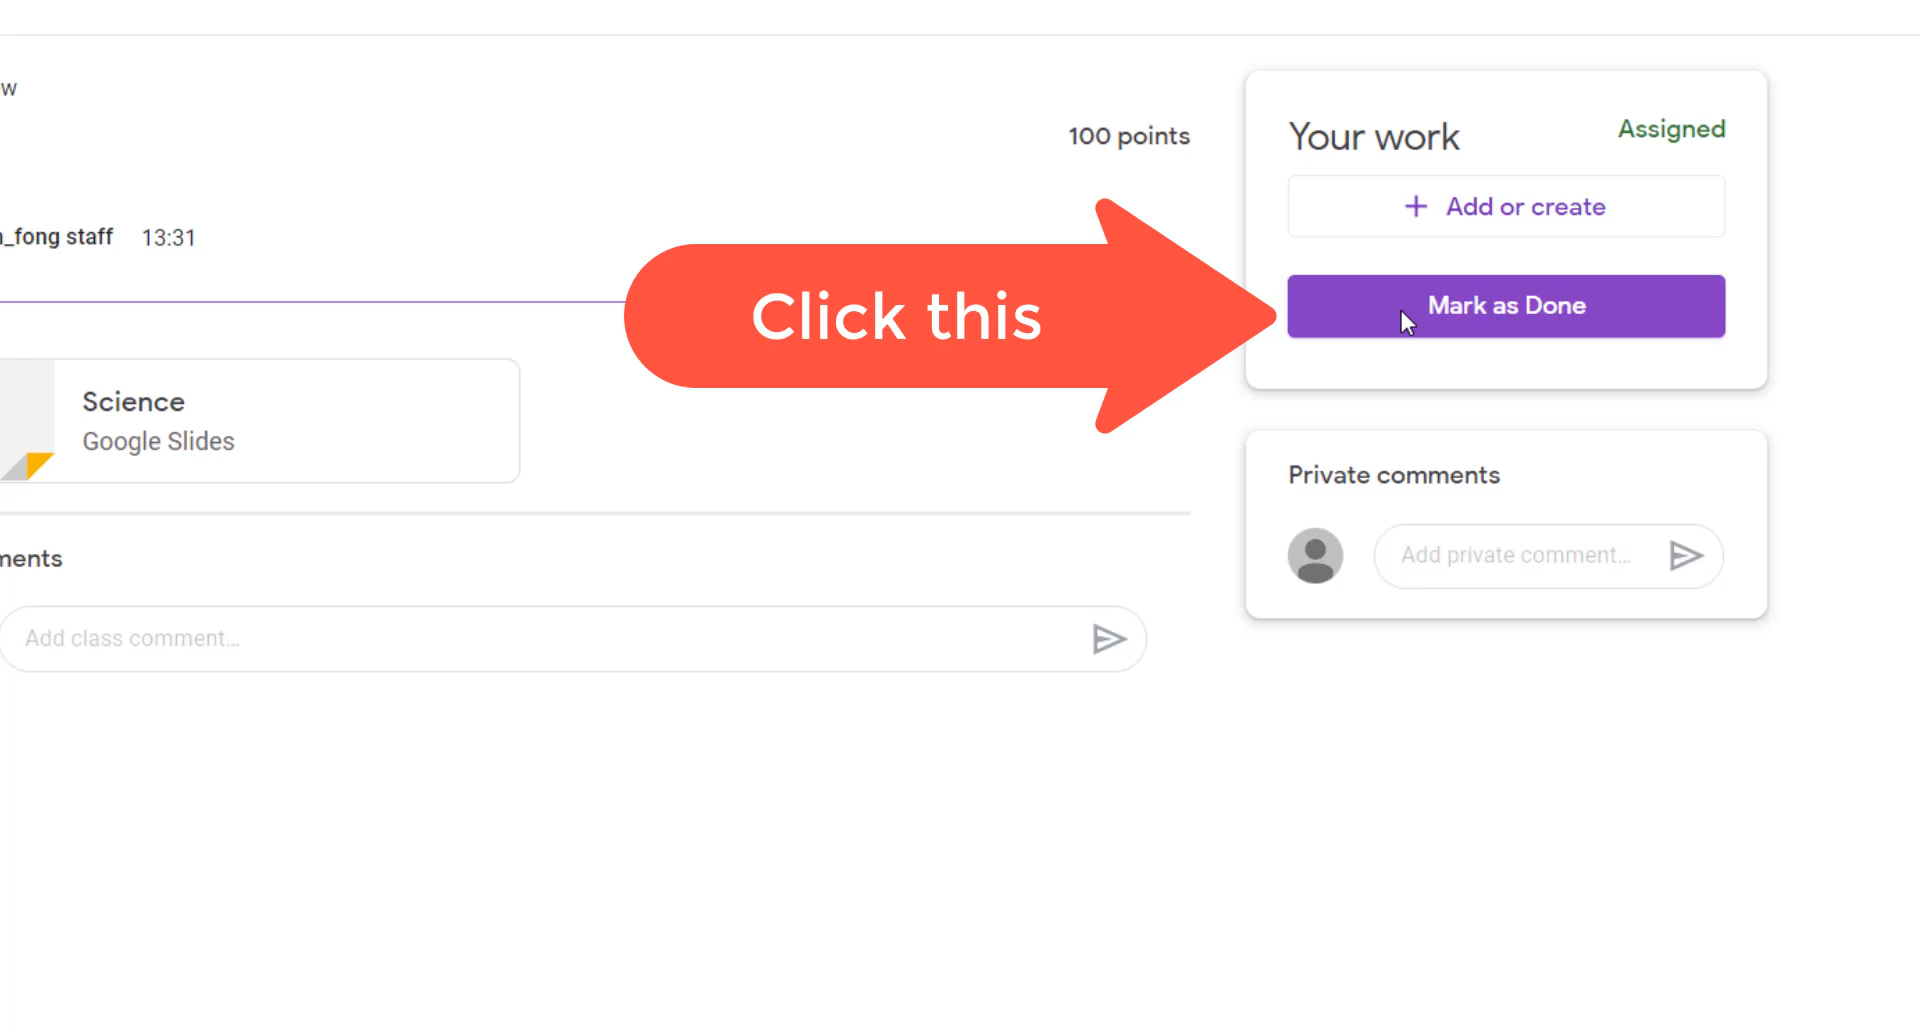 w
100 points
_fong staff 13:31
Science
Google Slides
ments
Add class comment...
Click this
Your work
Assigned
+ Add or create
Mark as Done
Private comments
Add private comment...